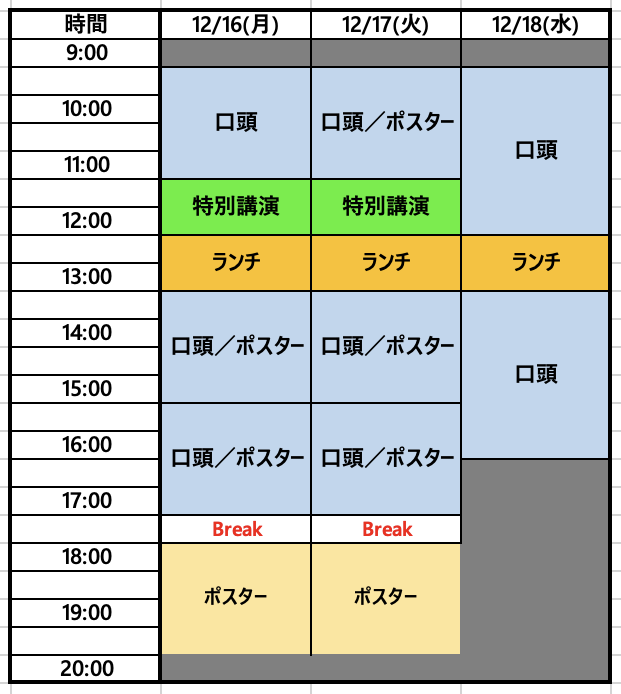 時間 12/16(月) 12/17(火) 12/18(水)
9:00
10:00
口頭 口頭／ポスター
口頭
11:00
特別講演 特別講演
12:00
ランチ ランチ ランチ
13:00
14:00
口頭／ポスター 口頭／ポスター
口頭
15:00
16:00
口頭／ポスター 口頭／ポスター
17:00
Break Break
18:00
ポスター ポスター
19:00
20:00